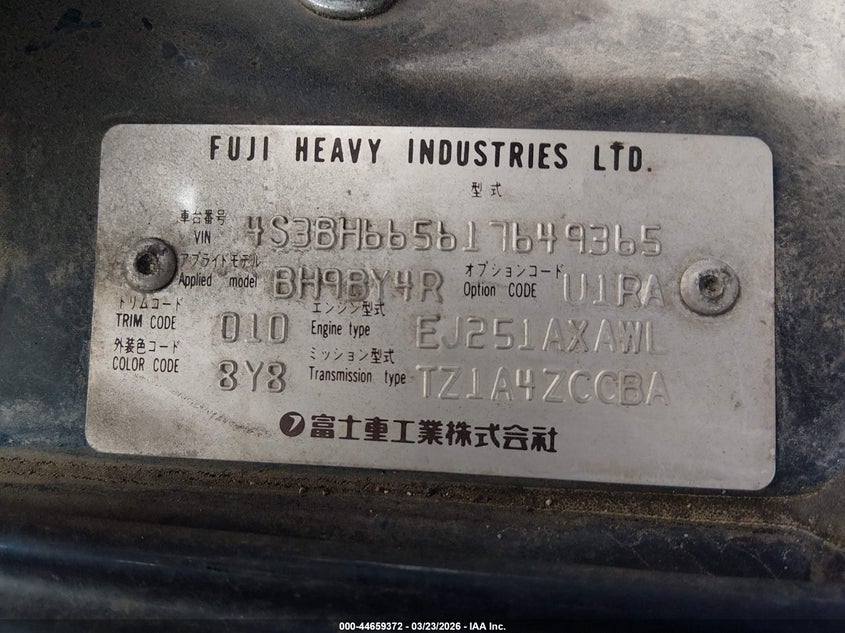 FUJI HEAVY INDUSTRIES LTD.
型式
車台番号 VIN 4S3BH665617649365
アプライドモデル Applied model BH9BY4R オプションコード Option CODE U1RA
トリムコード TRIM CODE 010 エンジン型式 Engine type EJ251AXAWL
外装色コード COLOR CODE 8Y8 ミッション型式 Transmission type TZ1A4ZCCBA
富士重工業株式会社
000-44659372 - 03/23/2026 - IAA Inc.